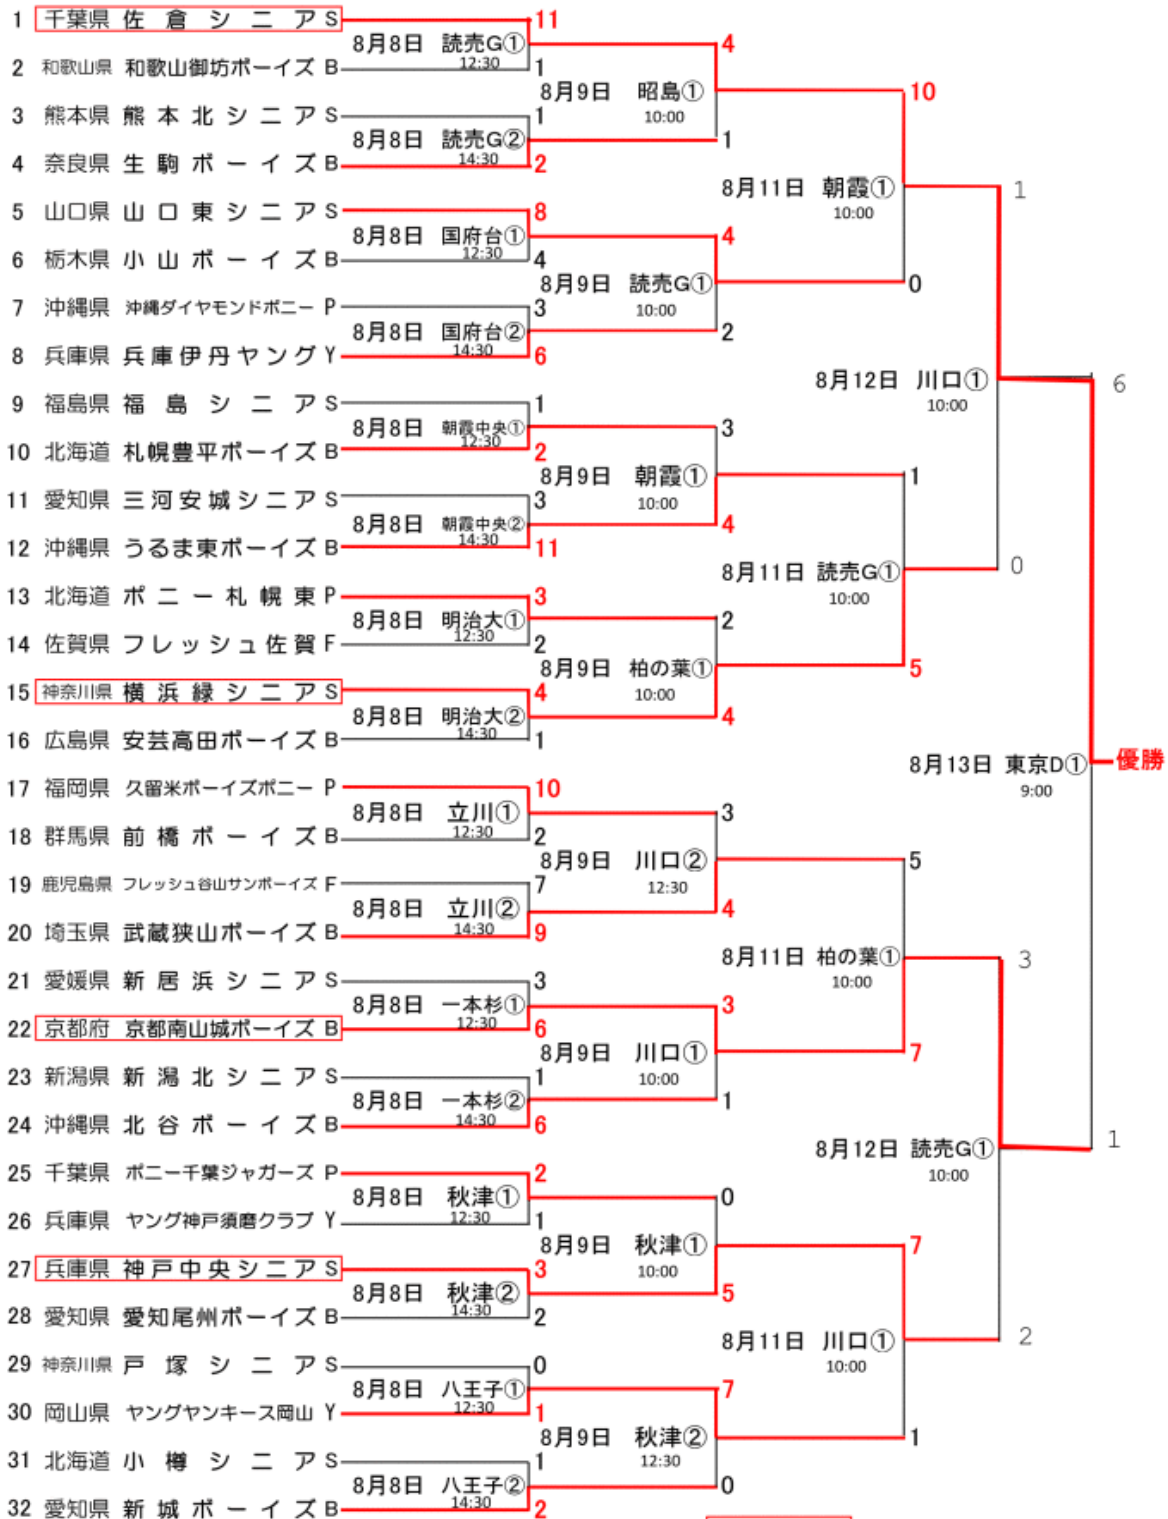 1 千葉県 佐倉シニア S 11
8月8日 読売G① 4
12:30
2 和歌山県 和歌山御坊ボーイズ B 1
8月9日 昭島① 10
10:00
3 熊本県 熊本北シニア S 1
8月8日 読売G② 1
14:30
4 奈良県 生駒ボーイズ B 2
8月11日 朝霞① 1
10:00
5 山口県 山口東シニア S 8
8月8日 国府台① 4
12:30
6 栃木県 小山ボーイズ B 4
8月9日 読売G① 0
10:00
7 沖縄県 沖縄ダイヤモンドポニー P 3
8月8日 国府台② 2
14:30
8 兵庫県 兵庫伊丹ヤング Y 6
8月12日 川口① 6
10:00
9 福島県 福島シニア S 1
8月8日 朝霞中央① 3
12:30
10 北海道 札幌豊平ボーイズ B 2
8月9日 朝霞① 1
10:00
11 愛知県 三河安城シニア S 3
8月8日 朝霞中央② 4
14:30
12 沖縄県 うるま東ボーイズ B 11
8月11日 読売G① 0
10:00
13 北海道 ポニー札幌東 P 3
8月8日 明治大① 2
12:30
14 佐賀県 フレッシュ佐賀 F 2
8月9日 柏の葉① 5
10:00
15 神奈川県 横浜緑シニア S 4
8月8日 明治大② 4
14:30
16 広島県 安芸高田ボーイズ B 1
8月13日 東京D① 優勝
9:00
17 福岡県 久留米ボーイズポニー P 10
8月8日 立川① 3
12:30
18 群馬県 前橋ボーイズ B 2
8月9日 川口② 5
12:30
19 鹿児島県 フレッシュ谷山サンボーイズ F 7
8月8日 立川② 4
14:30
20 埼玉県 武蔵狭山ボーイズ B 9
8月11日 柏の葉① 3
10:00
21 愛媛県 新居浜シニア S 3
8月8日 一本杉① 3
12:30
22 京都府 京都南山城ボーイズ B 6
8月9日 川口① 7
10:00
23 新潟県 新潟北シニア S 1
8月8日 一本杉② 1
14:30
24 沖縄県 北谷ボーイズ B 6
8月12日 読売G① 1
10:00
25 千葉県 ポニー千葉ジャガーズ P 2
8月8日 秋津① 0
12:30
26 兵庫県 ヤング神戸須磨クラブ Y 1
8月9日 秋津① 7
10:00
27 兵庫県 神戸中央シニア S 3
8月8日 秋津② 5
14:30
28 愛知県 愛知尾州ボーイズ B 2
8月11日 川口① 2
10:00
29 神奈川県 戸塚シニア S 0
8月8日 八王子① 7
12:30
30 岡山県 ヤングヤンキース岡山 Y 1
8月9日 秋津② 1
12:30
31 北海道 小樽シニア S 1
8月8日 八王子② 0
14:30
32 愛知県 新城ボーイズ B 2